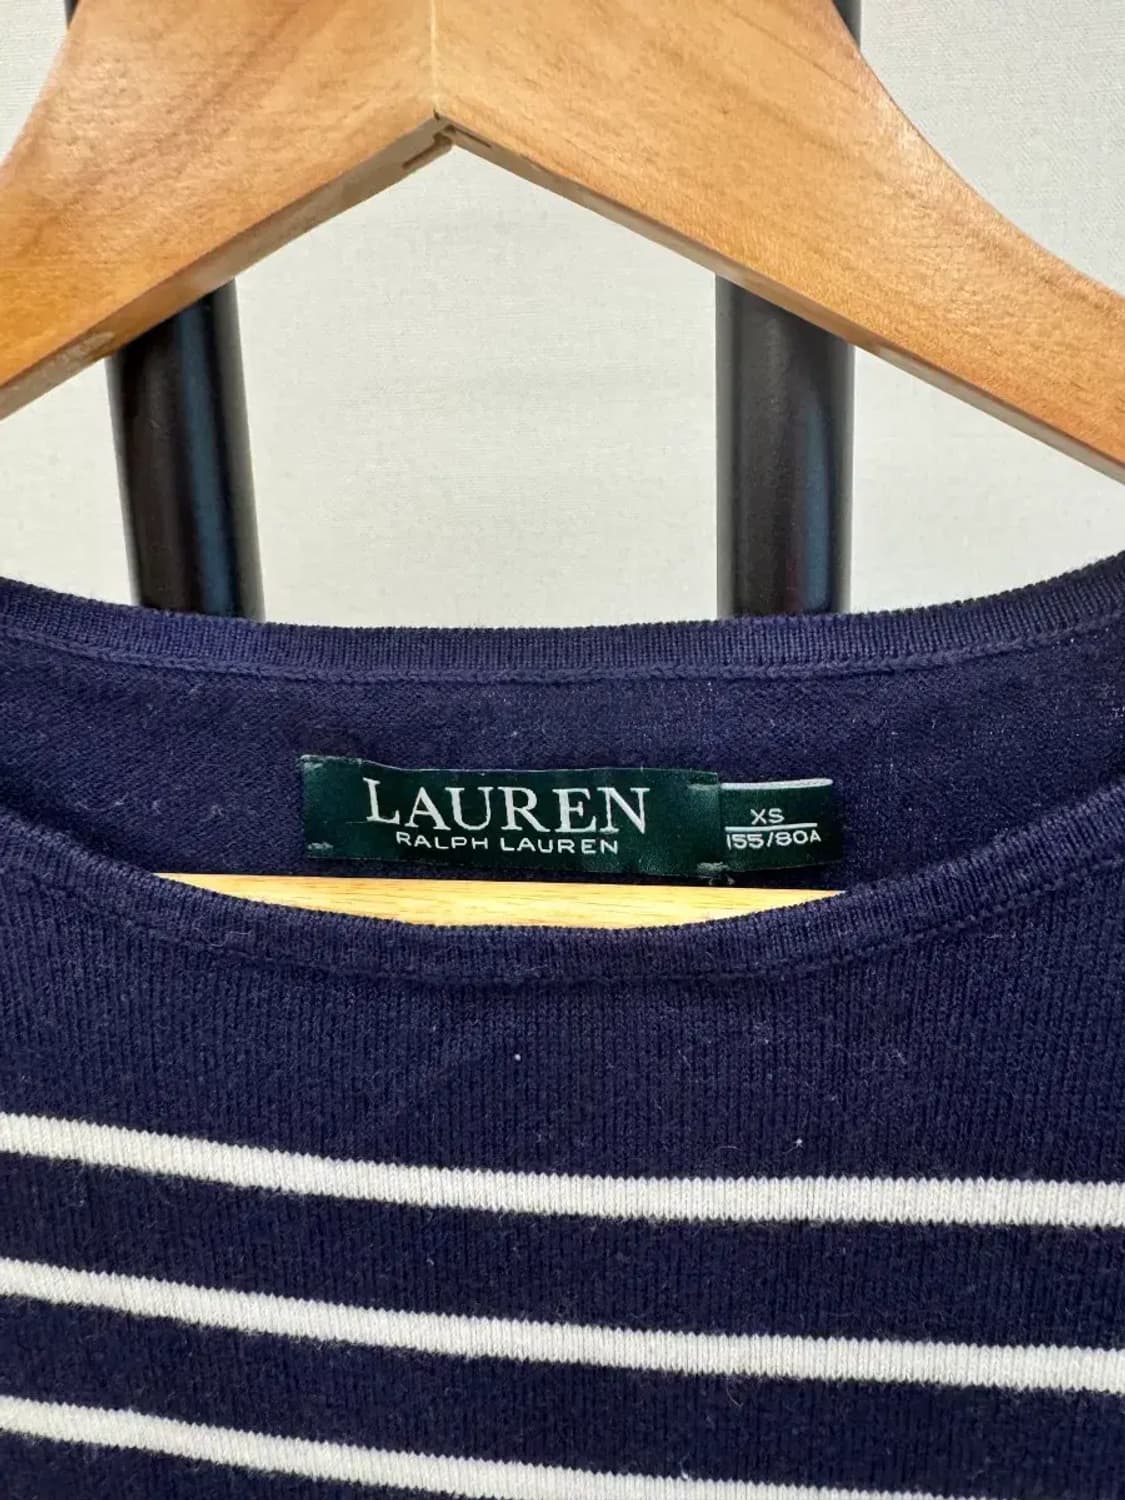 LAUREN
RALPH LAUREN
XS
155/80A